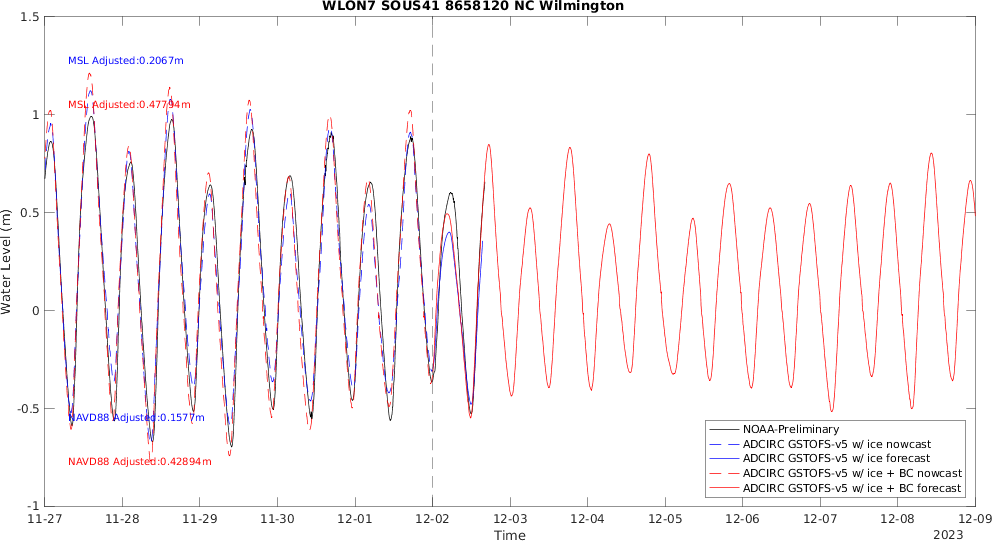 WLON7 SOUS41 8658120 NC Wilmington
1.5
MSL Adjusted:0.2067m
MSL Adjusted:0.47794m
1
0.5
Water Level (m)
0
-0.5
NAVD88 Adjusted:0.1577m
NAVD88 Adjusted:0.42894m
-1
NOAA-Preliminary
ADCIRC GSTOFS-v5 w/ ice nowcast
ADCIRC GSTOFS-v5 w/ ice forecast
ADCIRC GSTOFS-v5 w/ ice + BC nowcast
ADCIRC GSTOFS-v5 w/ ice + BC forecast
11-27 11-28 11-29 11-30 12-01 12-02 12-03 12-04 12-05 12-06 12-07 12-08 12-09
Time
2023